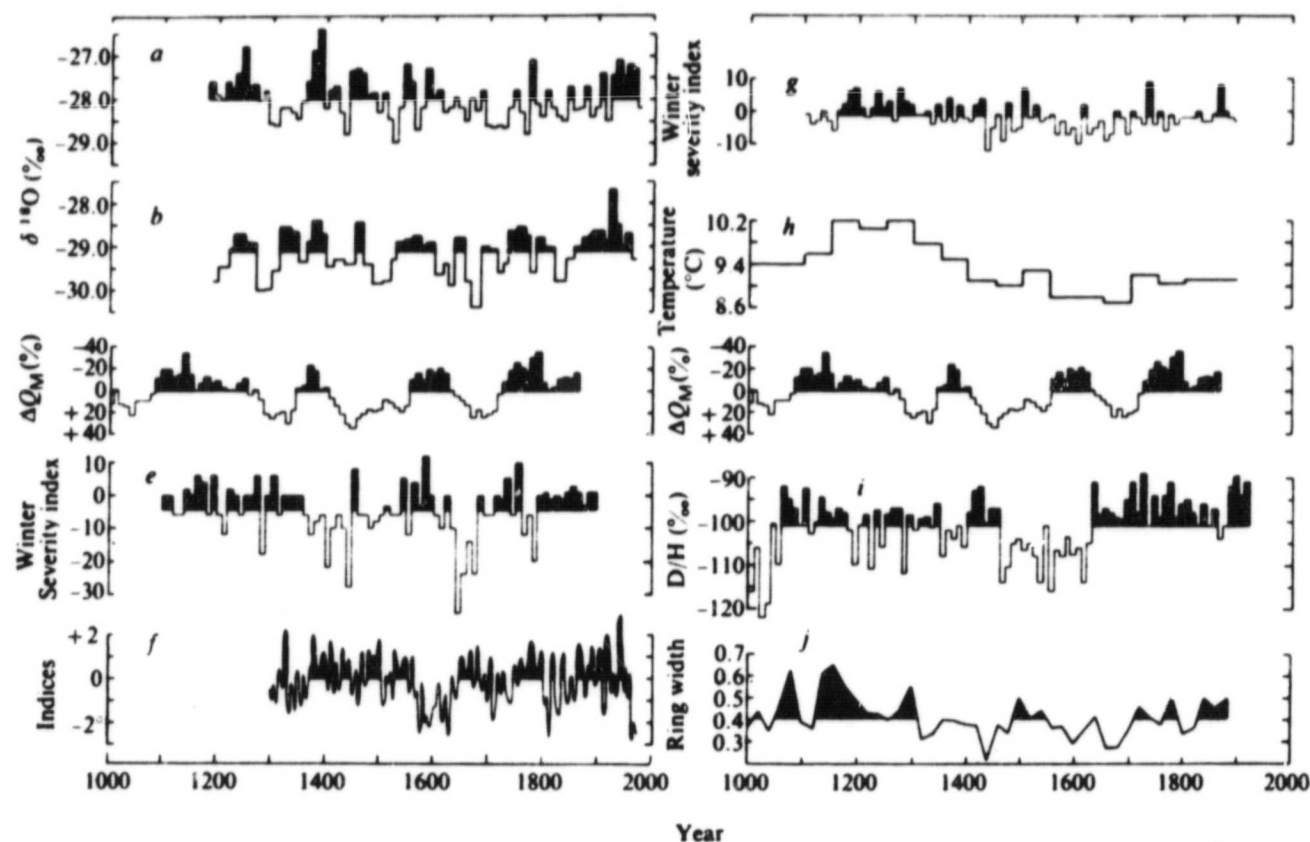 a
δ ¹⁸O (‰)
-27.0
-28.0
-29.0
b
-28.0
-29.0
-30.0
ΔQM (%)
-40
-20
0
+ 20
+ 40
e
Winter
Severity index
10
0
-10
-20
-30
f
Indices
+ 2
0
-2
1000 1200 1400 1600 1800 2000
g
Winter
severity index
10
0
-10
h
Temperature
(°C)
10.2
9.4
8.6
ΔQM (%)
-40
-20
0
+ 20
+ 40
i
D/H (‰)
-90
-100
-110
-120
j
Ring width
0.7
0.6
0.5
0.4
0.3
1000 1200 1400 1600 1800 2000
Year